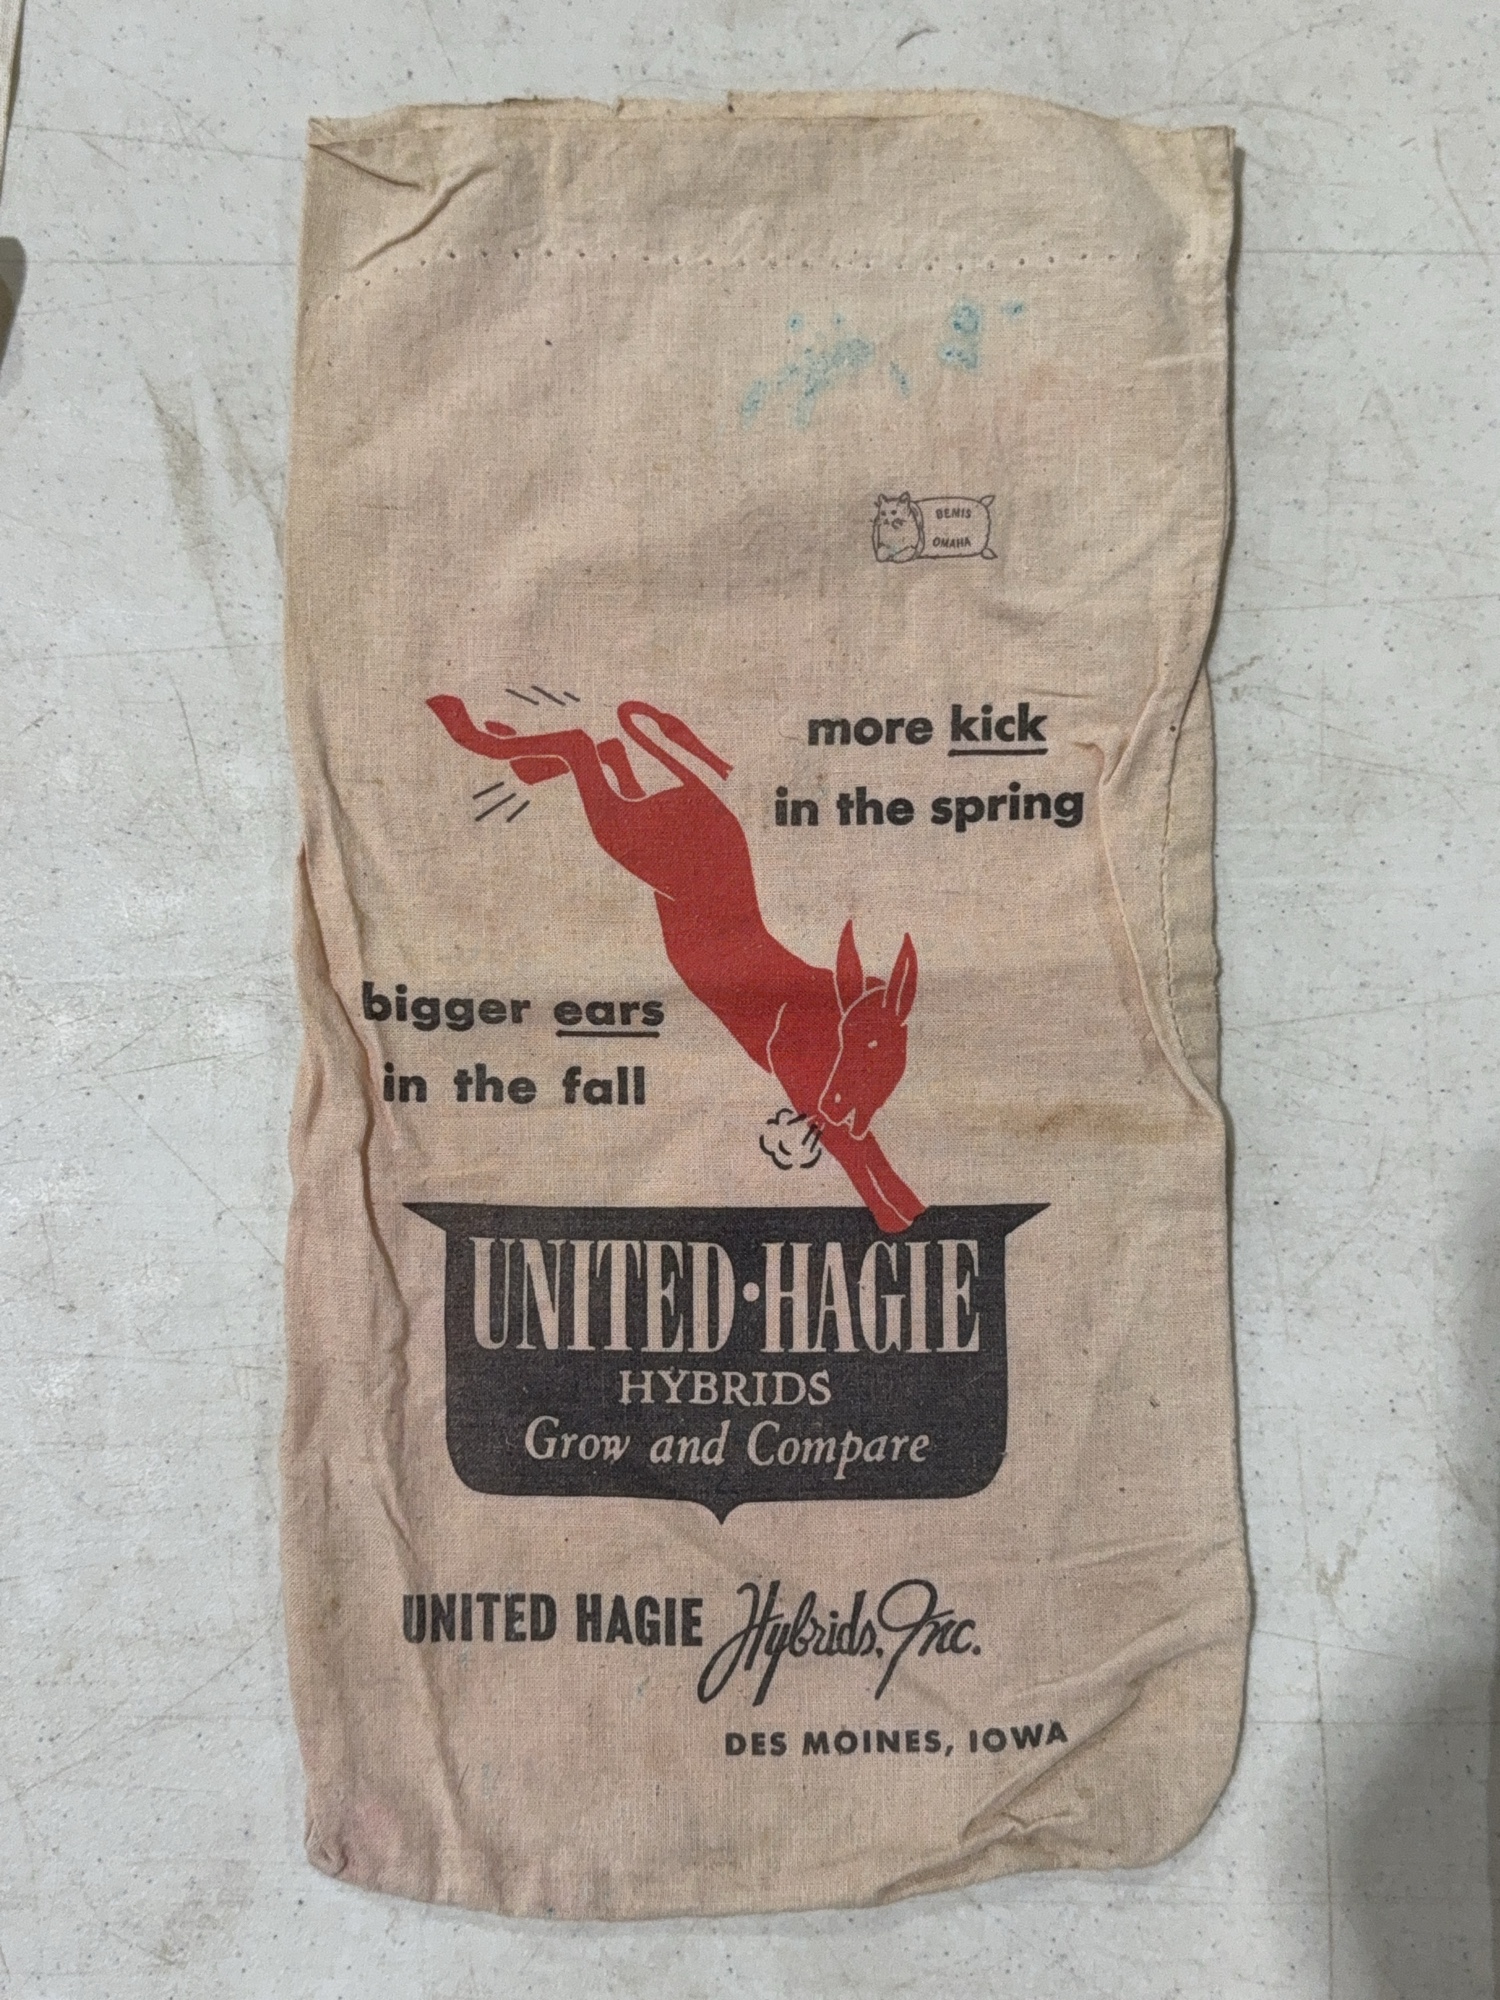 BEMIS
OMAHA
more kick
in the spring
bigger ears
in the fall
UNITED•HAGIE
HYBRIDS
Grow and Compare
UNITED HAGIE Hybrids, Inc.
DES MOINES, IOWA